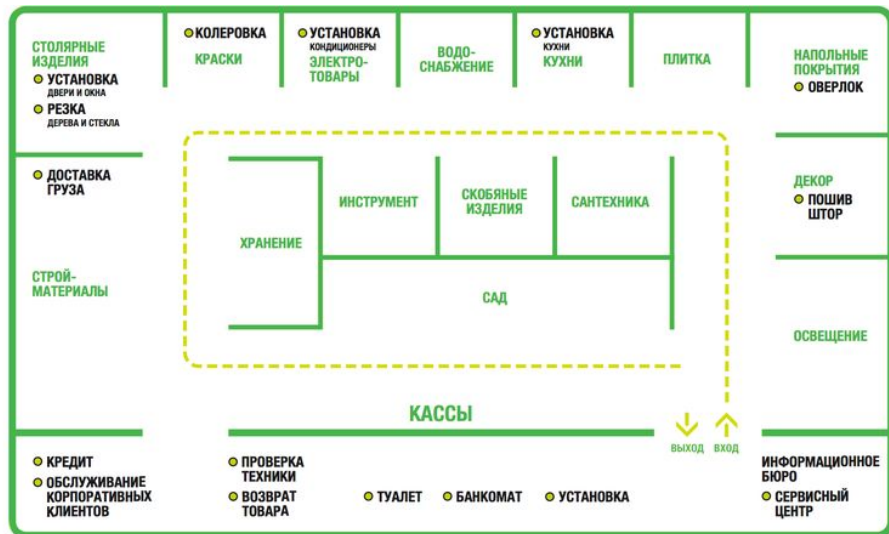 СТОЛЯРНЫЕ
ИЗДЕЛИЯ
УСТАНОВКА
ДВЕРИ И ОКНА
РЕЗКА
ДЕРЕВА И СТЕКЛА
КОЛЕРОВКА
КРАСКИ
УСТАНОВКА
КОНДИЦИОНЕРЫ
ЭЛЕКТРО-
ТОВАРЫ
ВОДО-
СНАБЖЕНИЕ
УСТАНОВКА
КУХНИ
КУХНИ
ПЛИТКА
НАПОЛЬНЫЕ
ПОКРЫТИЯ
ОВЕРЛОК
ДОСТАВКА
ГРУЗА
СТРОЙ-
МАТЕРИАЛЫ
ХРАНЕНИЕ
ИНСТРУМЕНТ
СКОБЯНЫЕ
ИЗДЕЛИЯ
САНТЕХНИКА
САД
ДЕКОР
ПОШИВ
ШТОР
ОСВЕЩЕНИЕ
КАССЫ
ВЫХОД
ВХОД
КРЕДИТ
ОБСЛУЖИВАНИЕ
КОРПОРАТИВНЫХ
КЛИЕНТОВ
ПРОВЕРКА
ТЕХНИКИ
ВОЗВРАТ
ТОВАРА
ТУАЛЕТ
БАНКОМАТ
УСТАНОВКА
ИНФОРМАЦИОННОЕ
БЮРО
СЕРВИСНЫЙ
ЦЕНТР